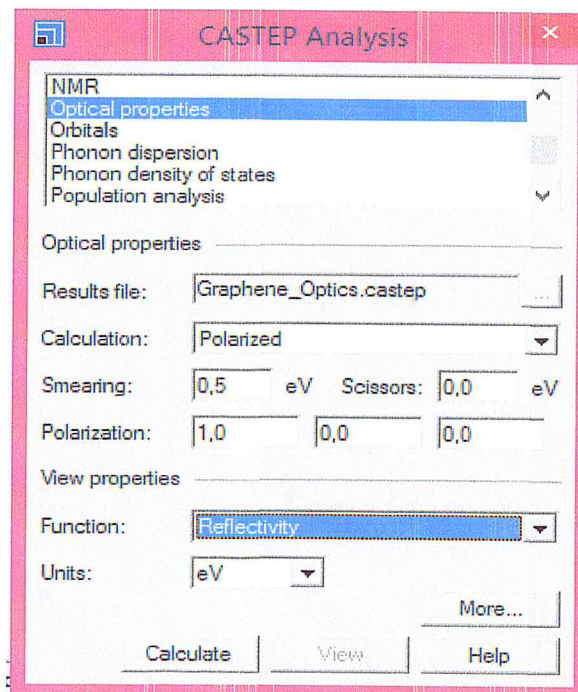 CASTEP Analysis
NMR
Optical properties
Orbitals
Phonon dispersion
Phonon density of states
Population analysis
Optical properties
Results file: Graphene_Optics.castep ...
Calculation: Polarized
Smearing: 0,5 eV Scissors: 0,0 eV
Polarization: 1,0 0,0 0,0
View properties
Function: Reflectivity
Units: eV
More...
Calculate View Help